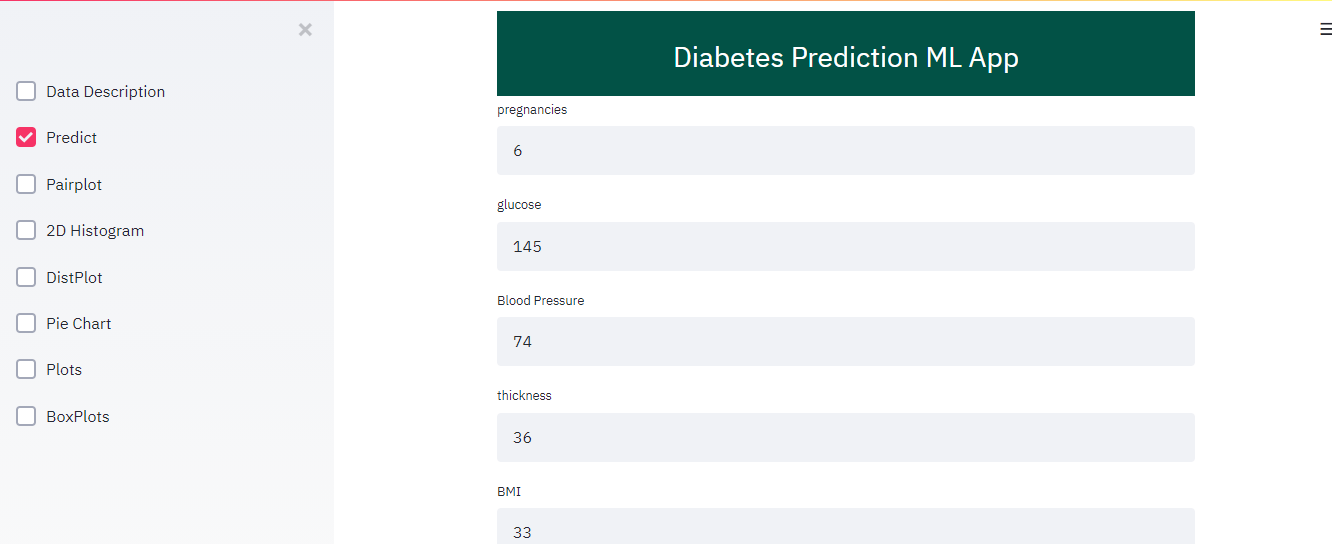 Data Description
Predict
Pairplot
2D Histogram
DistPlot
Pie Chart
Plots
BoxPlots
Diabetes Prediction ML App
pregnancies
6
glucose
145
Blood Pressure
74
thickness
36
BMI
33